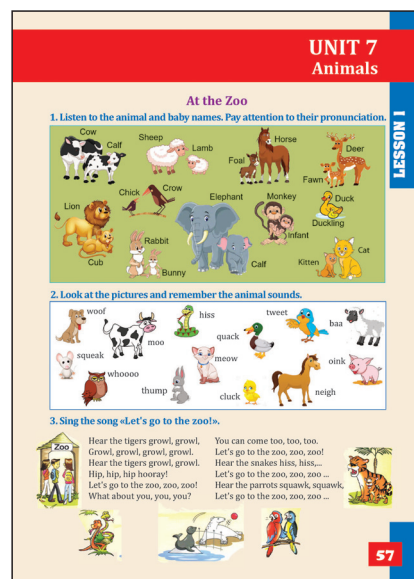 UNIT 7
Animals
LESSON 1
At the Zoo
1. Listen to the animal and baby names. Pay attention to their pronunciation.
Cow
Calf
Sheep
Lamb
Horse
Foal
Deer
Fawn
Chick
Crow
Lion
Cub
Elephant
Calf
Monkey
Infant
Duck
Duckling
Rabbit
Bunny
Cat
Kitten
2. Look at the pictures and remember the animal sounds.
woof
moo
hiss
quack
tweet
baa
squeak
whoooo
thump
meow
cluck
neigh
oink
3. Sing the song «Let's go to the zoo!».
Zoo
Hear the tigers growl, growl,
Growl, growl, growl, growl.
Hear the tigers growl, growl.
Hip, hip, hip hooray!
Let's go to the zoo, zoo, zoo!
What about you, you, you?
You can come too, too, too.
Let's go to the zoo, zoo, zoo!
Hear the snakes hiss, hiss,...
Let's go to the zoo, zoo, zoo ...
Hear the parrots squawk, squawk,
Let's go to the zoo, zoo, zoo ...
57